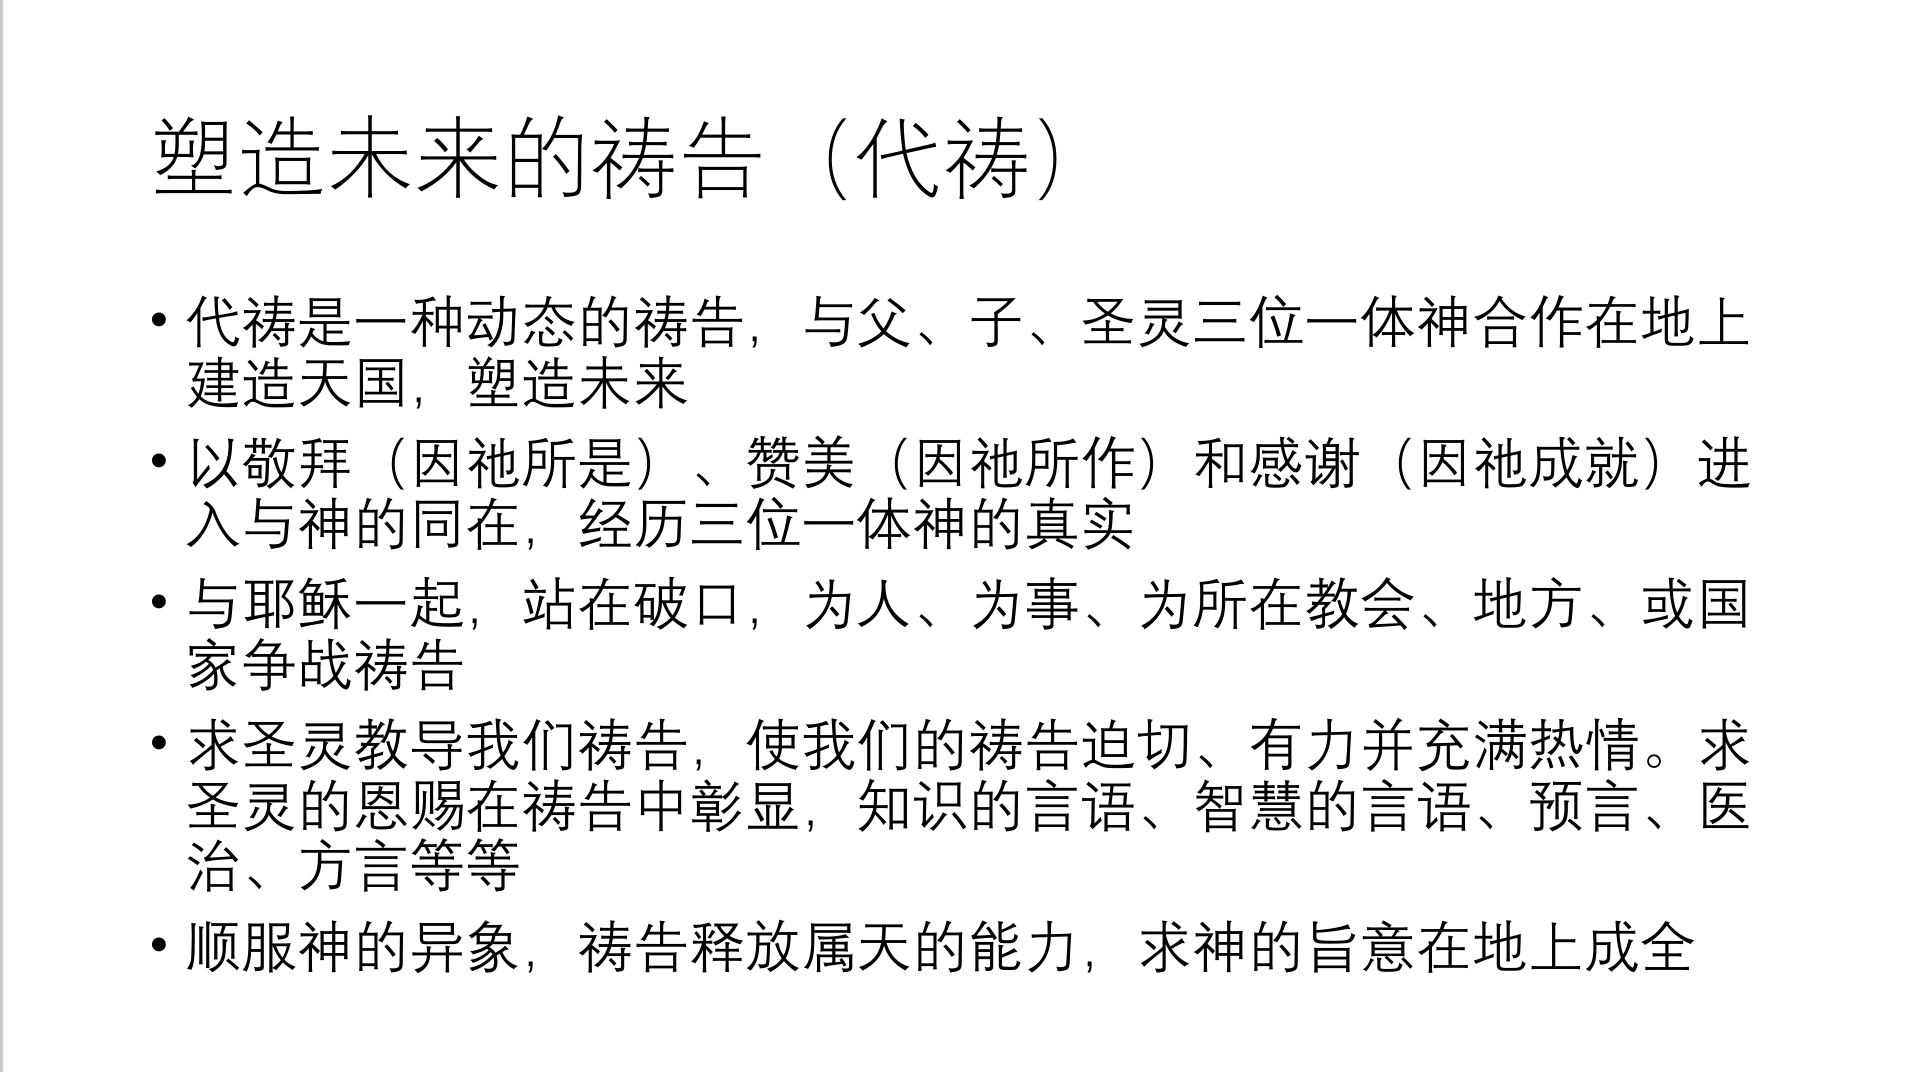 塑造未来的祷告（代祷）
• 代祷是一种动态的祷告，与父、子、圣灵三位一体神合作在地上
建造天国，塑造未来
• 以敬拜（因祂所是）、赞美（因祂所作）和感谢（因祂成就）进
入与神的同在，经历三位一体神的真实
• 与耶稣一起，站在破口，为人、为事、为所在教会、地方、或国
家争战祷告
• 求圣灵教导我们祷告，使我们的祷告迫切、有力并充满热情。求
圣灵的恩赐在祷告中彰显，知识的言语、智慧的言语、预言、医
治、方言等等
• 顺服神的异象，祷告释放属天的能力，求神的旨意在地上成全